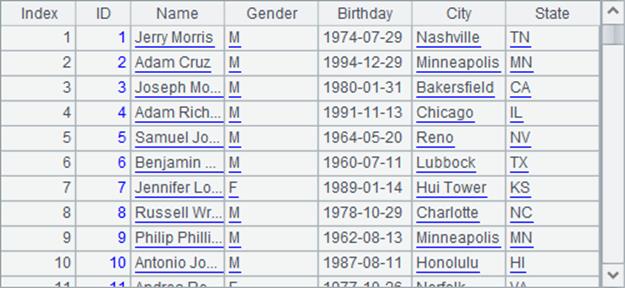 Index ID Name Gender Birthday City State
1 1 Jerry Morris M 1974-07-29 Nashville TN
2 2 Adam Cruz M 1994-12-29 Minneapolis MN
3 3 Joseph Mo... M 1980-01-31 Bakersfield CA
4 4 Adam Rich... M 1991-11-13 Chicago IL
5 5 Samuel Jo... M 1964-05-20 Reno NV
6 6 Benjamin ... M 1960-07-11 Lubbock TX
7 7 Jennifer Lo... F 1989-01-14 Hui Tower KS
8 8 Russell Wr... M 1978-10-29 Charlotte NC
9 9 Philip Philli... M 1962-08-13 Minneapolis MN
10 10 Antonio Jo... M 1987-08-11 Honolulu HI
11 11 Andrea Ro... F 1977-10-26 Norfolk VA